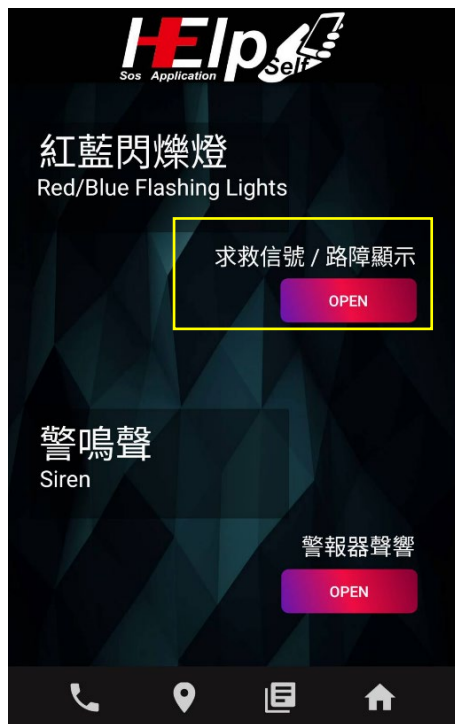 HElp
Self
Sos Application
紅藍閃爍燈
Red/Blue Flashing Lights
求救信號 / 路障顯示
OPEN
警鳴聲
Siren
警報器聲響
OPEN